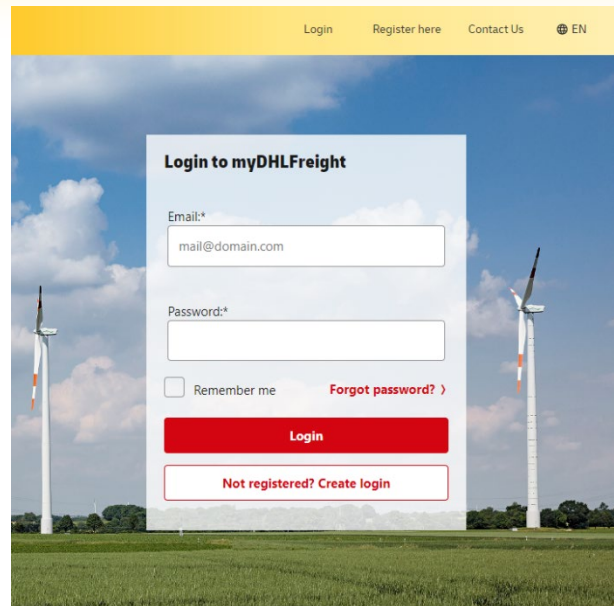 Login Register here Contact Us EN
Login to myDHLFreight
Email:*
mail@domain.com
Password:*
Remember me Forgot password? >
Login
Not registered? Create login